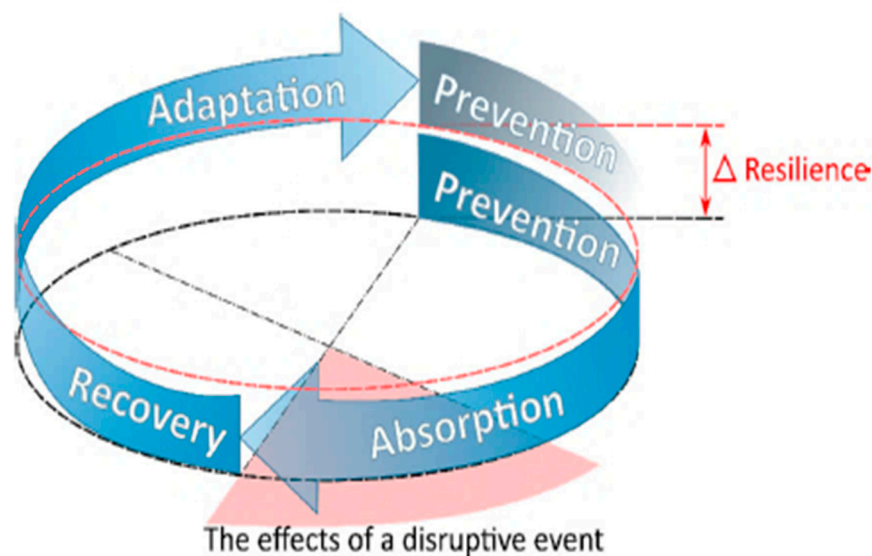 Adaptation
Prevention
Prevention
Δ Resilience
Recovery
Absorption
The effects of a disruptive event